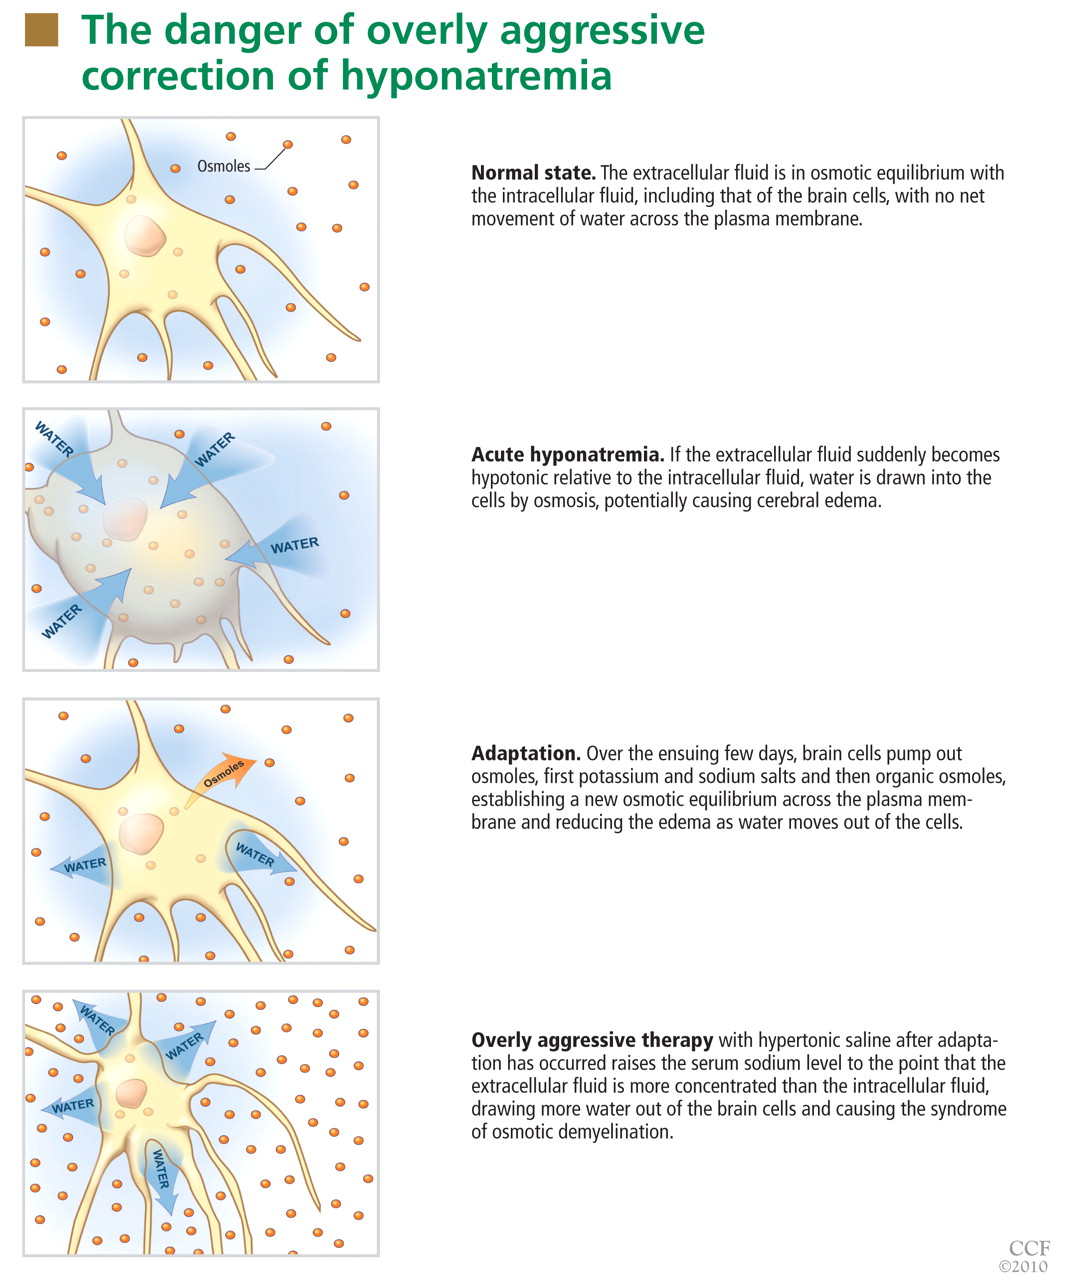 The danger of overly aggressive
correction of hyponatremia
Osmoles
Normal state. The extracellular fluid is in osmotic equilibrium with
the intracellular fluid, including that of the brain cells, with no net
movement of water across the plasma membrane.
WATER
WATER
WATER
WATER
Acute hyponatremia. If the extracellular fluid suddenly becomes
hypotonic relative to the intracellular fluid, water is drawn into the
cells by osmosis, potentially causing cerebral edema.
Osmoles
WATER
WATER
Adaptation. Over the ensuing few days, brain cells pump out
osmoles, first potassium and sodium salts and then organic osmoles,
establishing a new osmotic equilibrium across the plasma mem-
brane and reducing the edema as water moves out of the cells.
WATER
WATER
WATER
WATER
Overly aggressive therapy with hypertonic saline after adapta-
tion has occurred raises the serum sodium level to the point that the
extracellular fluid is more concentrated than the intracellular fluid,
drawing more water out of the brain cells and causing the syndrome
of osmotic demyelination.
CCF
©2010